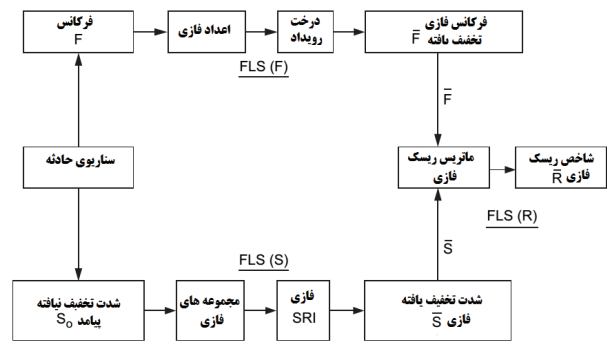 فرکانس
F
اعداد فازی
درخت
رویداد
فرکانس فازی
تخفیف یافته F̅
FLS (F)
F̅
سناریوی حادثه
ماتریس ریسک
فازی
شاخص ریسک
فازی R̅
FLS (R)
S̅
FLS (S)
شدت تخفیف نیافته
پیامد S₀
مجموعه های
فازی
فازی
SRI
شدت تخفیف یافته
فازی S̅